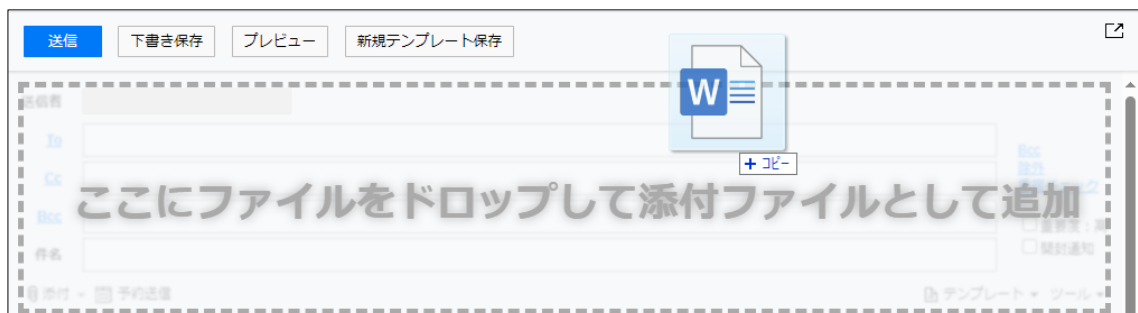 送信 下書き保存 プレビュー 新規テンプレート保存
W
送信者
To
+ コピー
Bcc
Cc
ここにファイルをドロップして添付ファイルとして追加
Bcc
重要度:高
件名
開封通知
添付 予約送信 テンプレート ツール